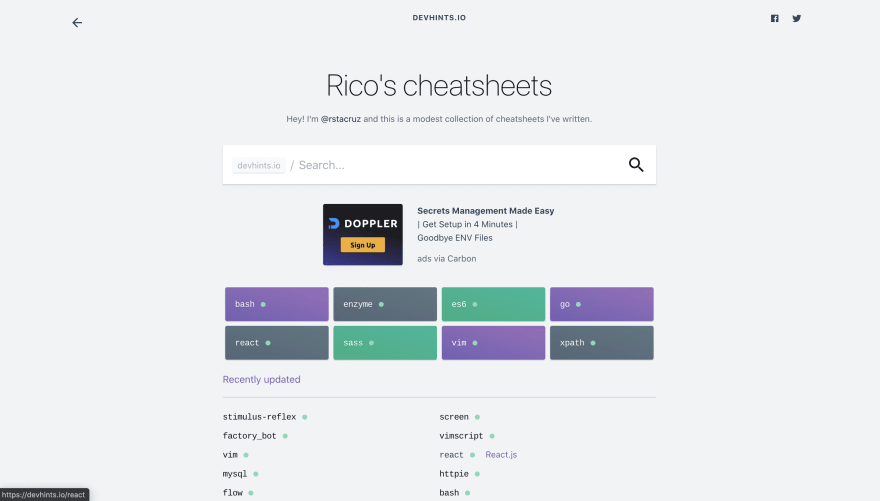 DEVHINTS.IO
Rico's cheatsheets
Hey! I'm @rstacruz and this is a modest collection of cheatsheets I've written.
devhints.io / Search...
DOPPLER
Sign Up
Secrets Management Made Easy
| Get Setup in 4 Minutes |
Goodbye ENV Files
ads via Carbon
bash enzyme es6 go
react sass vim xpath
Recently updated
stimulus-reflex screen
factory_bot vimscript
vim react React.js
mysql httpie
flow bash
https://devhints.io/react